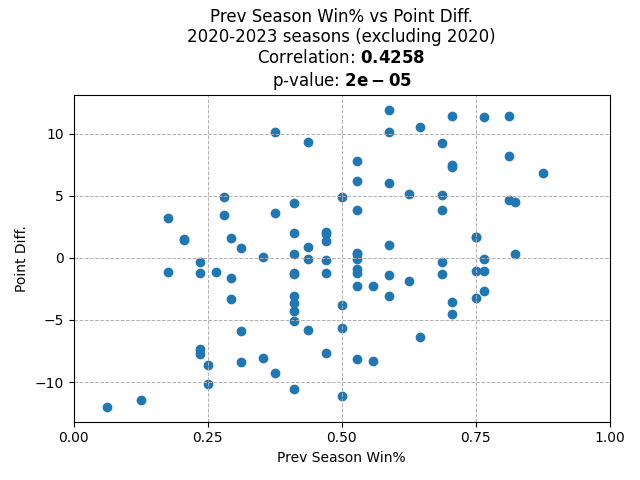 Prev Season Win% vs Point Diff.
2020-2023 seasons (excluding 2020)
Correlation: 0.4258
p-value: 2e − 05
10
5
0
−5
−10
Point Diff.
0.00 0.25 0.50 0.75 1.00
Prev Season Win%